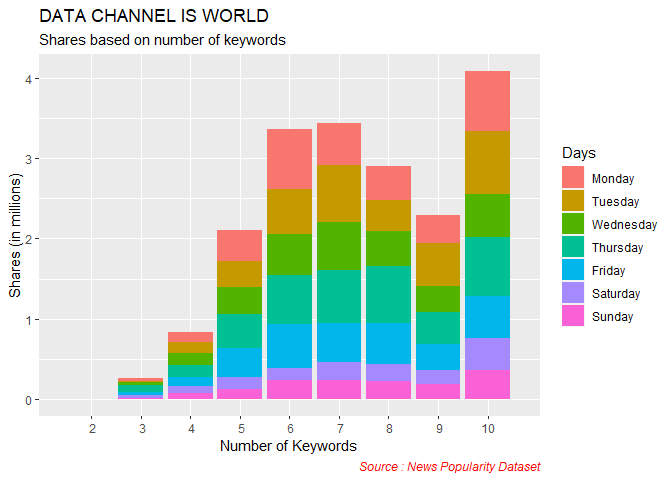 DATA CHANNEL IS WORLD
Shares based on number of keywords
Shares (in millions)
4
3
2
1
0
2 3 4 5 6 7 8 9 10
Number of Keywords
Days
Monday
Tuesday
Wednesday
Thursday
Friday
Saturday
Sunday
Source : News Popularity Dataset